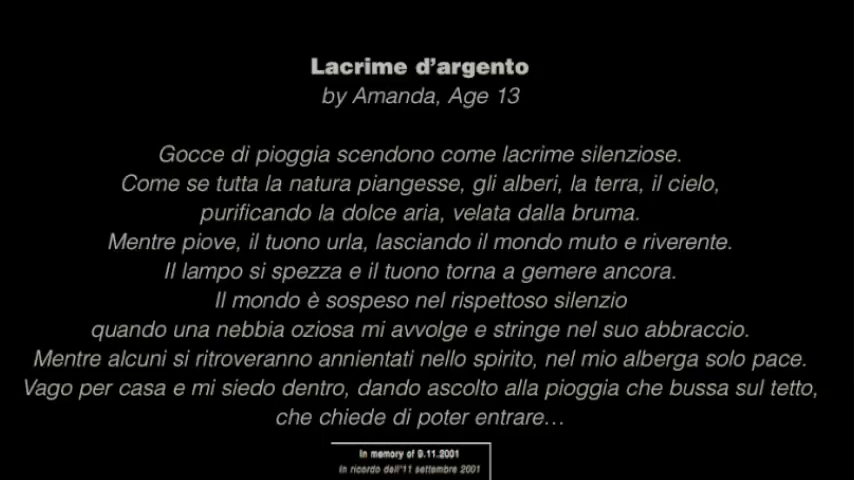 Lacrime d'argento
by Amanda, Age 13
Gocce di pioggia scendono come lacrime silenziose.
Come se tutta la natura piangesse, gli alberi, la terra, il cielo,
purificando la dolce aria, velata dalla bruma.
Mentre piove, il tuono urla, lasciando il mondo muto e riverente.
Il lampo si spezza e il tuono torna a gemere ancora.
Il mondo è sospeso nel rispettoso silenzio
quando una nebbia oziosa mi avvolge e stringe nel suo abbraccio.
Mentre alcuni si ritroveranno annientati nello spirito, nel mio alberga solo pace.
Vago per casa e mi siedo dentro, dando ascolto alla pioggia che bussa sul tetto,
che chiede di poter entrare...
In memory of 9.11.2001
In ricordo dell'11 settembre 2001